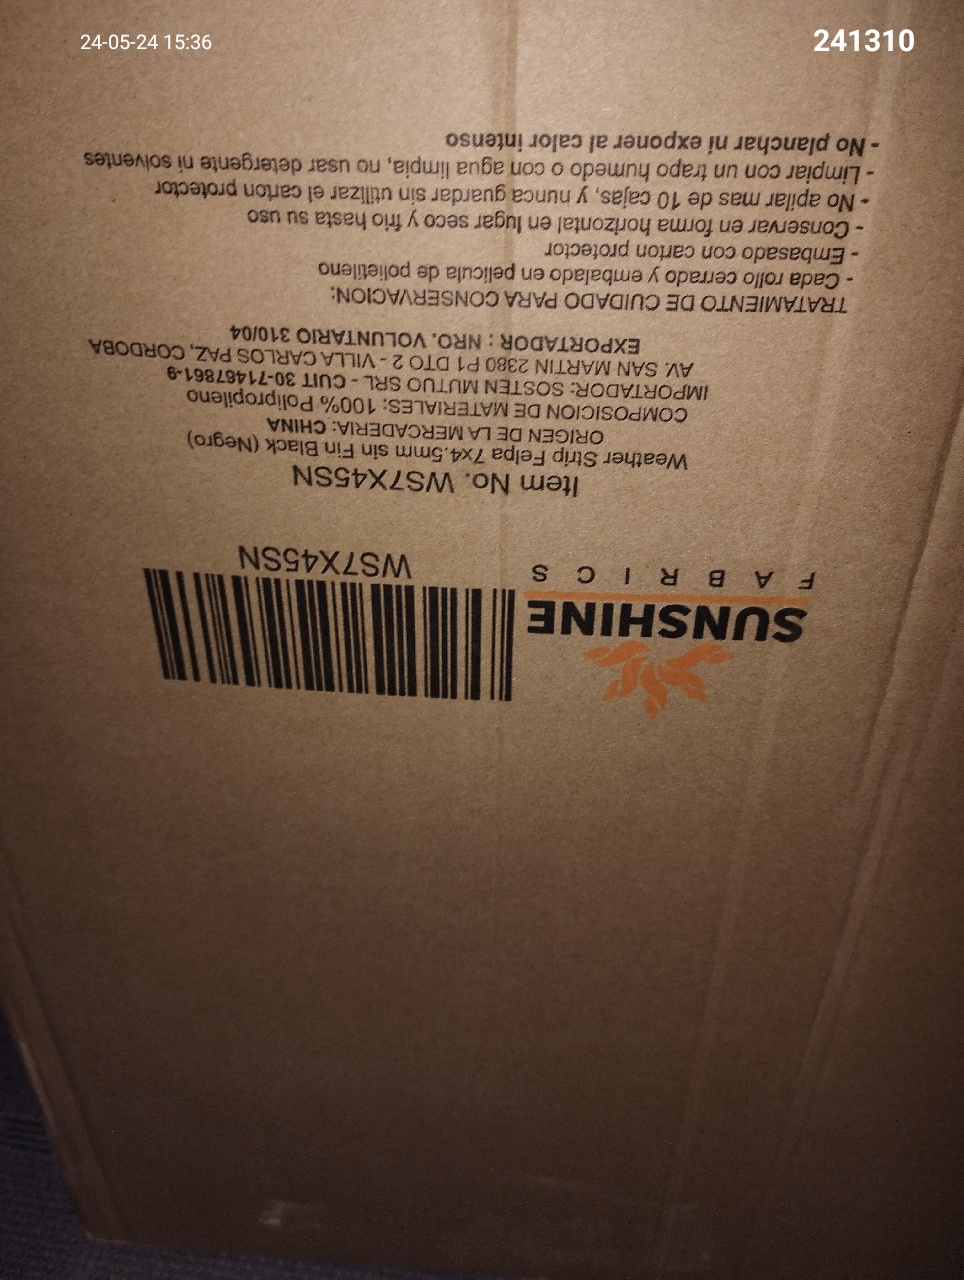 24-05-24 15:36
241310
SUNSHINE
FABRICS
WS7X45SN
Item No. WS7X45SN
Weather Strip Felpa 7x4.5mm sin Fin Black (Negro)
ORIGEN DE LA MERCADERIA: CHINA
COMPOSICION DE MATERIALES: 100% Polipropileno
IMPORTADOR: SOSTEN MUTUO SRL - CUIT 30-71467861-9
AV. SAN MARTIN 2380 P1 DTO 2 - VILLA CARLOS PAZ, CORDOBA
EXPORTADOR : NRO. VOLUNTARIO 310/04
TRATAMIENTO DE CUIDADO PARA CONSERVACION:
- Cada rollo cerrado y embalado en pelicula de polietileno
- Embasado con carton protector
- Conservar en forma horizontal en lugar seco y frio hasta su uso
- No apilar mas de 10 cajas, y nunca guardar sin utilizar el carton protector
- Limpiar con un trapo humedo o con agua limpia, no usar detergente ni solventes
- No planchar ni exponer al calor intenso